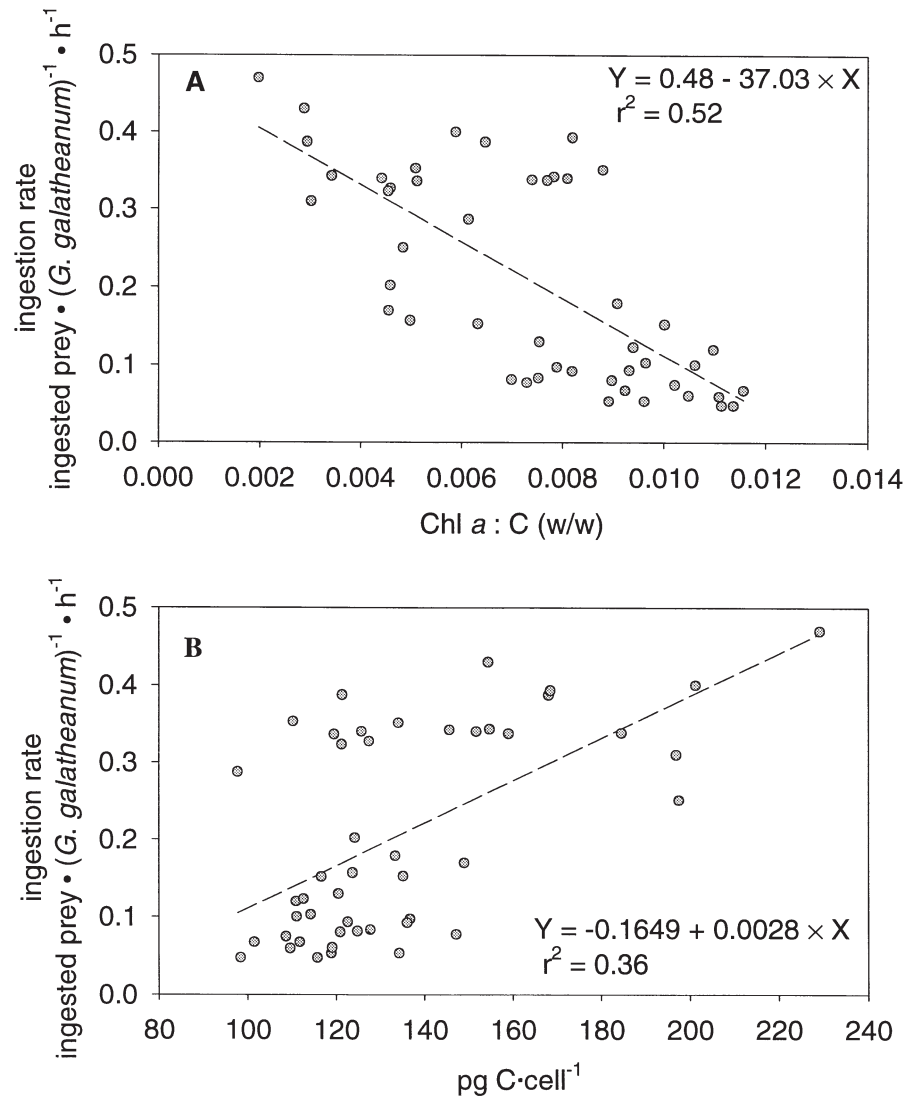 ingestion rate
ingested prey • (G. galatheanum)⁻¹ • h⁻¹
A
Y = 0.48 - 37.03 × X
r² = 0.52
0.5
0.4
0.3
0.2
0.1
0.0
0.000 0.002 0.004 0.006 0.008 0.010 0.012 0.014
Chl a : C (w/w)
ingestion rate
ingested prey • (G. galatheanum)⁻¹ • h⁻¹
B
0.5
0.4
0.3
0.2
0.1
0.0
Y = -0.1649 + 0.0028 × X
r² = 0.36
80 100 120 140 160 180 200 220 240
pg C•cell⁻¹